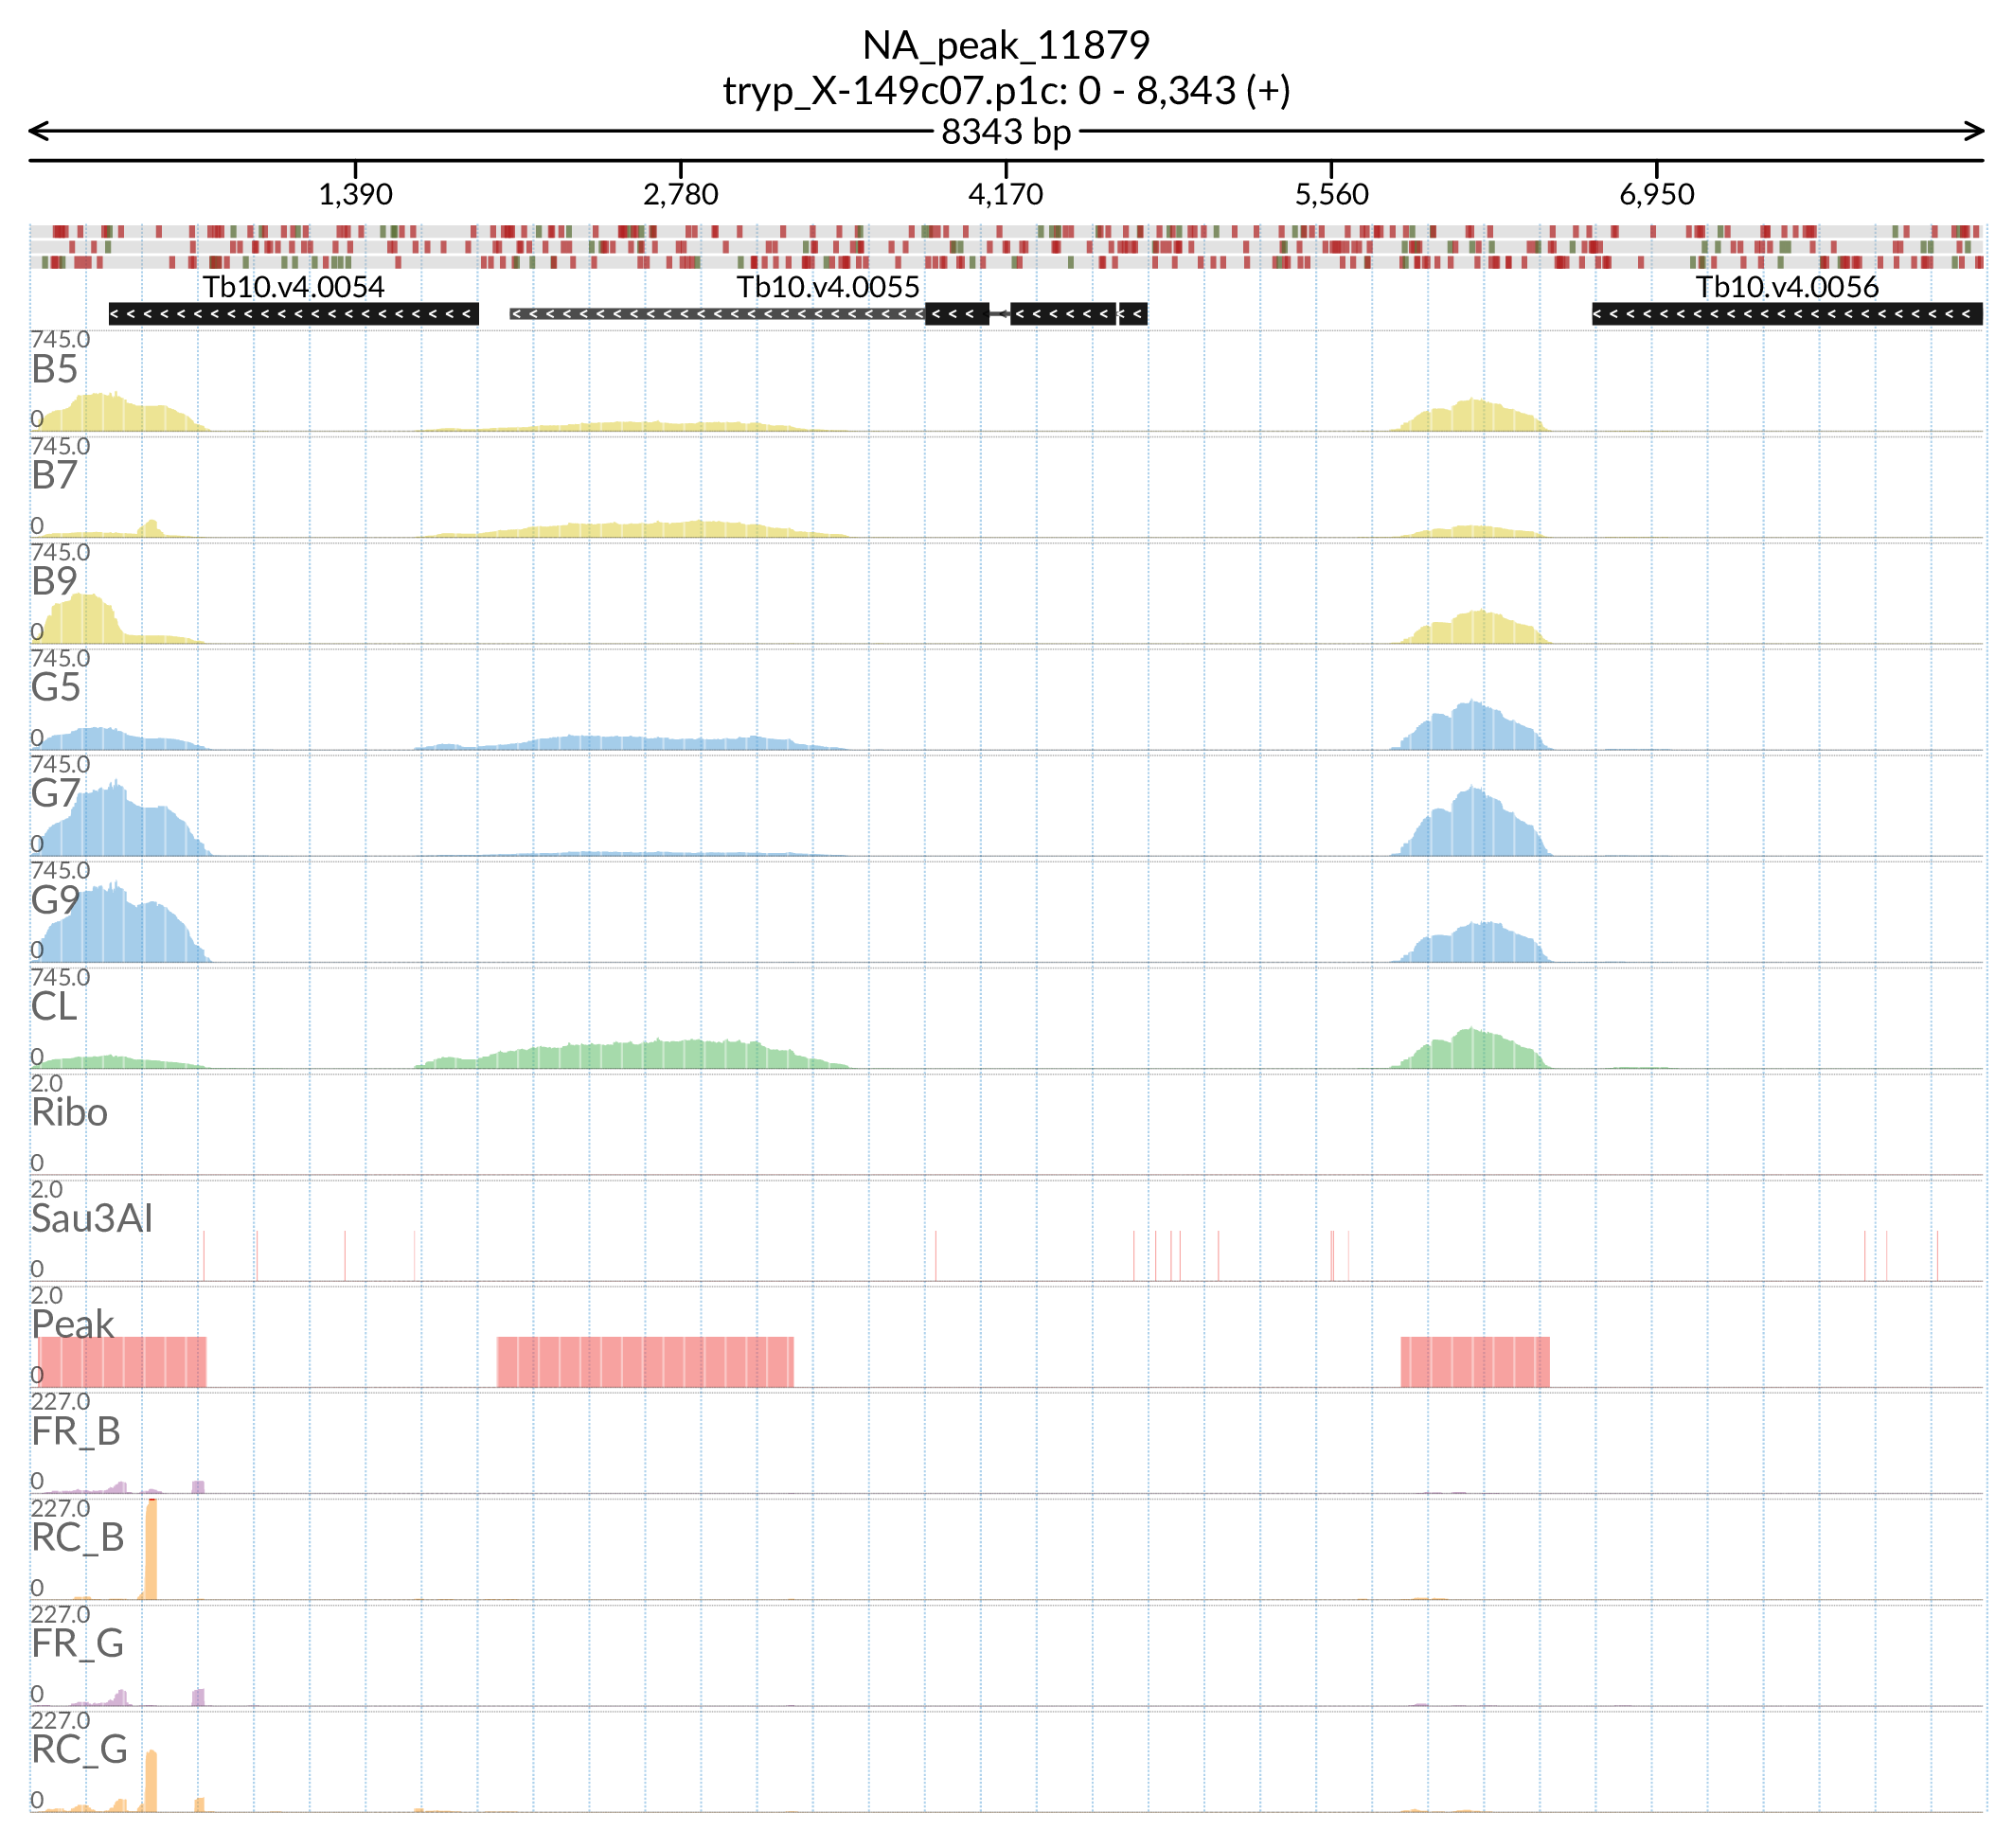 NA_peak_11879
tryp_X-149c07.p1c: 0 - 8,343 (+)
8343 bp
1,390 2,780 4,170 5,560 6,950
Tb10.v4.0054 Tb10.v4.0055 Tb10.v4.0056
745.0
B5
0
745.0
B7
0
745.0
B9
0
745.0
G5
0
745.0
G7
0
745.0
G9
0
745.0
CL
0
2.0
Ribo
0
2.0
Sau3AI
0
2.0
Peak
0
227.0
FR_B
0
227.0
RC_B
0
227.0
FR_G
0
227.0
RC_G
0